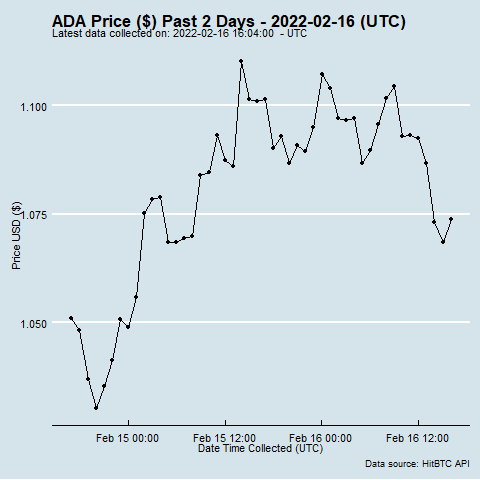 ADA Price ($) Past 2 Days - 2022-02-16 (UTC)
Latest data collected on: 2022-02-16 16:04:00  - UTC
1.100
1.075
1.050
Price USD ($)
Feb 15 00:00 Feb 15 12:00 Feb 16 00:00 Feb 16 12:00
Date Time Collected (UTC)
Data source: HitBTC API